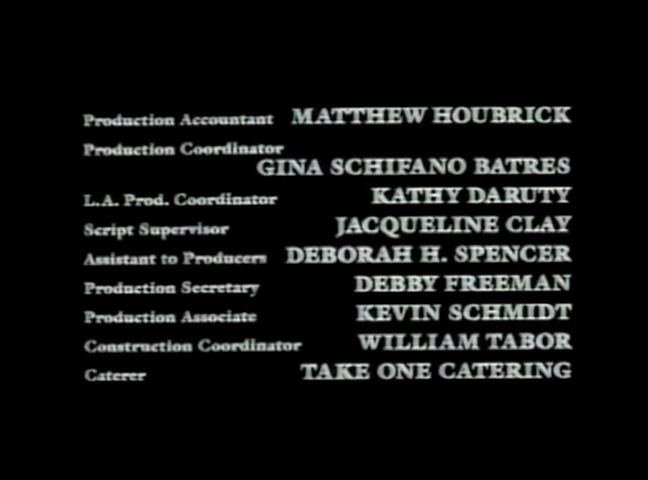 Production Accountant MATTHEW HOUBRICK
Production Coordinator
GINA SCHIFANO BATRES
L.A. Prod. Coordinator KATHY DARUTY
Script Supervisor JACQUELINE CLAY
Assistant to Producers DEBORAH H. SPENCER
Production Secretary DEBBY FREEMAN
Production Associate KEVIN SCHMIDT
Construction Coordinator WILLIAM TABOR
Caterer TAKE ONE CATERING